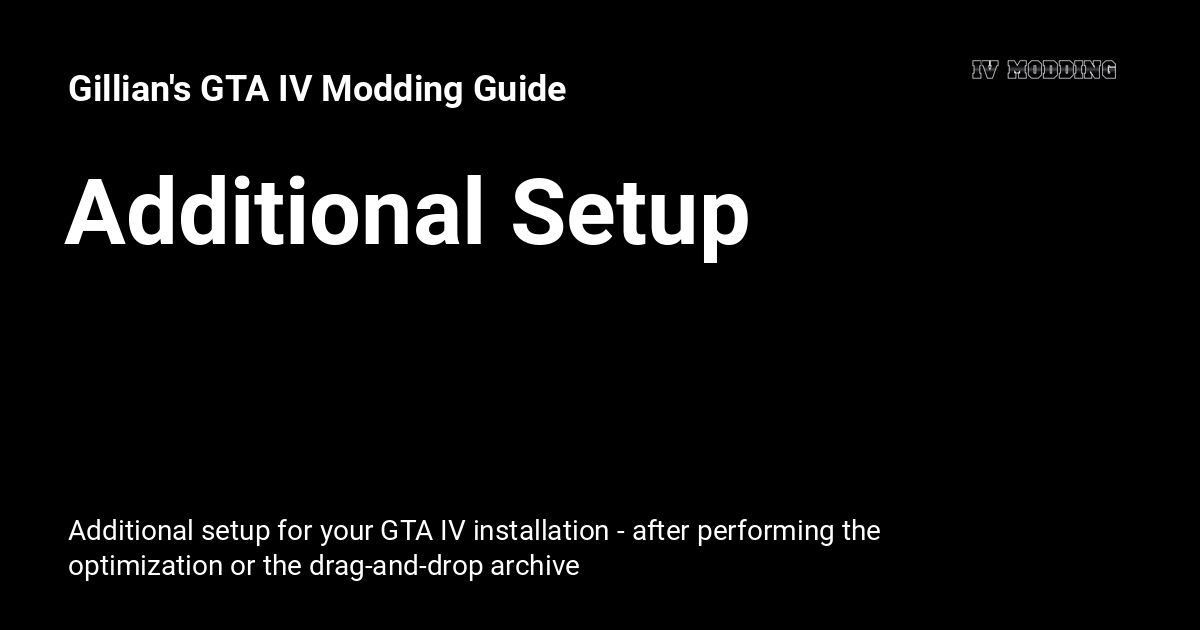 Gillian's GTA IV Modding Guide
IV MODDING
Additional Setup
Additional setup for your GTA IV installation - after performing the
optimization or the drag-and-drop archive